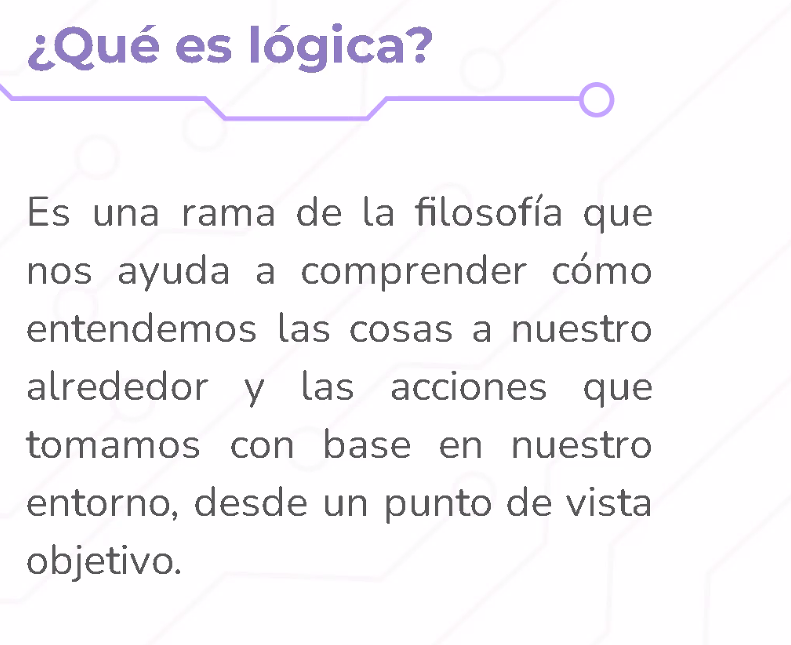 ¿Qué es lógica?
Es una rama de la filosofía que
nos ayuda a comprender cómo
entendemos las cosas a nuestro
alrededor y las acciones que
tomamos con base en nuestro
entorno, desde un punto de vista
objetivo.